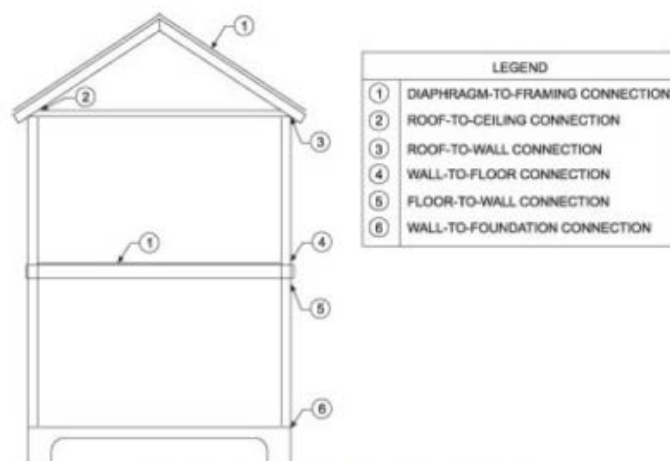 1
2
3
1
4
5
6
LEGEND
1 DIAPHRAGM-TO-FRAMING CONNECTION
2 ROOF-TO-CEILING CONNECTION
3 ROOF-TO-WALL CONNECTION
4 WALL-TO-FLOOR CONNECTION
5 FLOOR-TO-WALL CONNECTION
6 WALL-TO-FOUNDATION CONNECTION